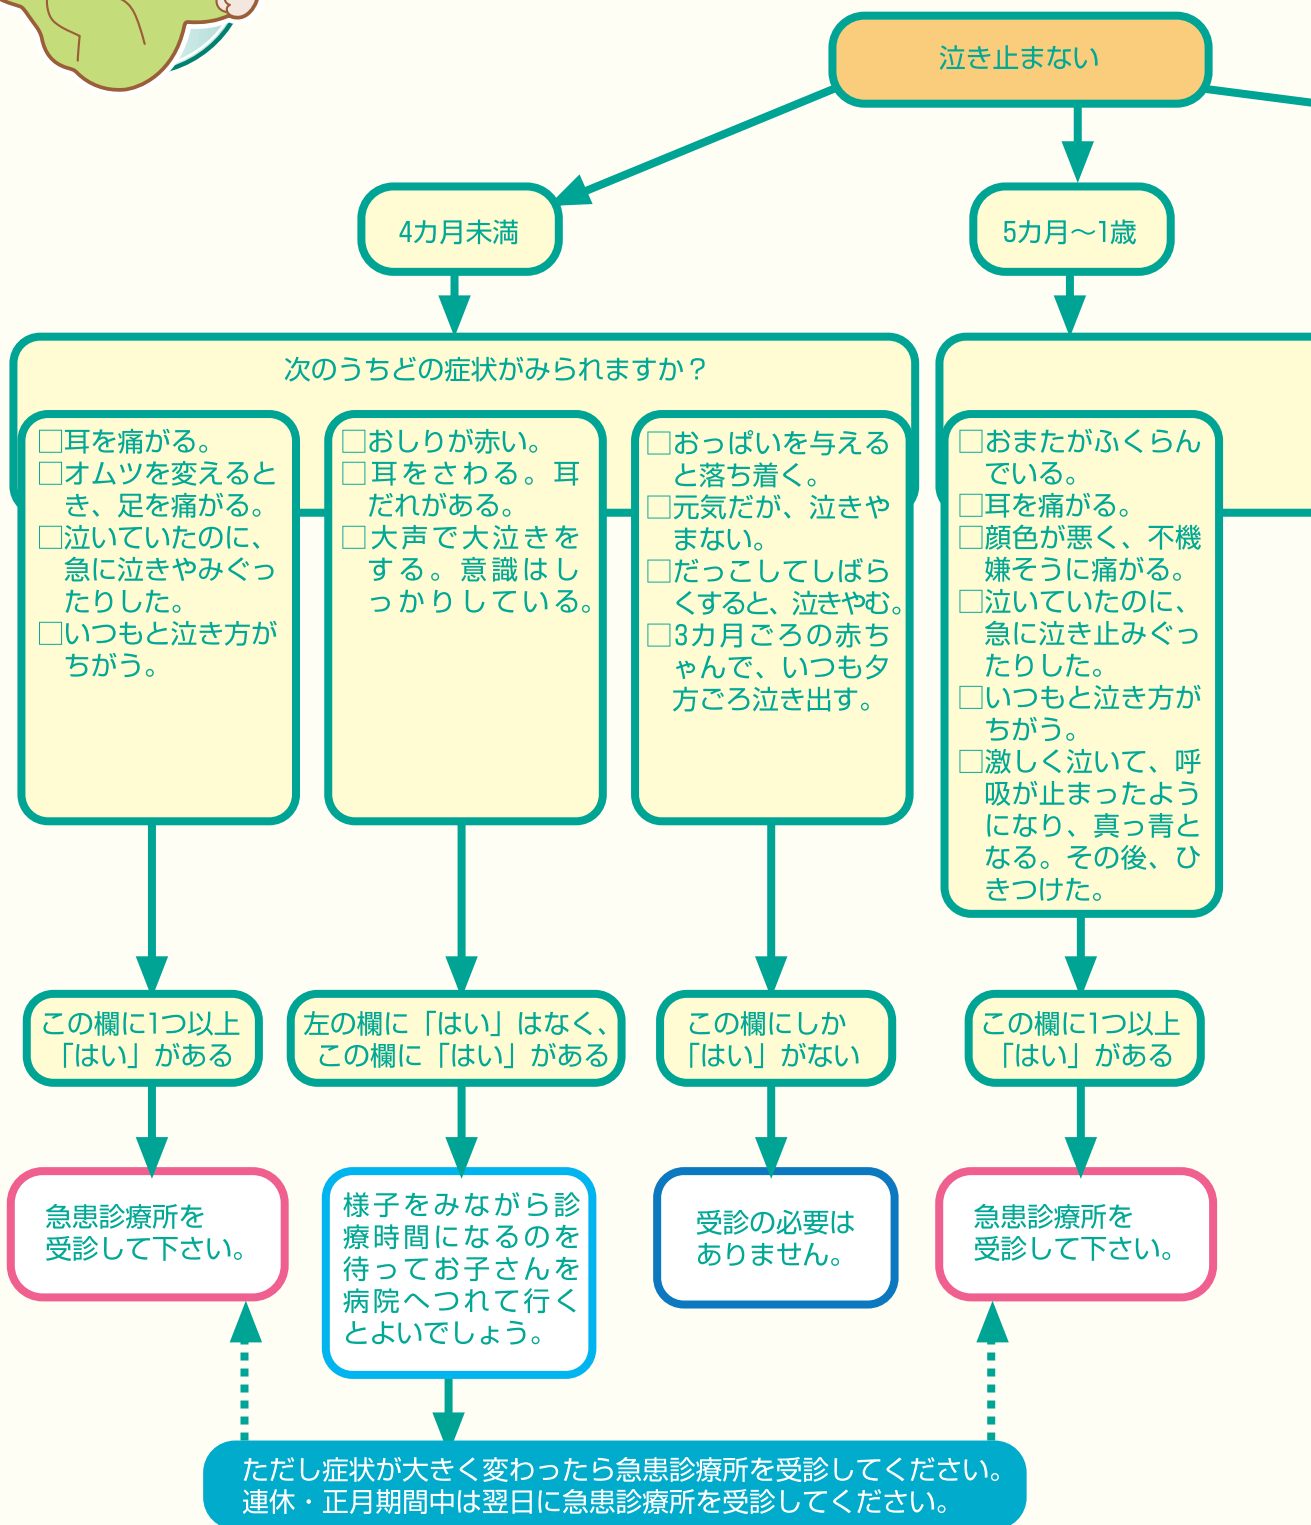 泣き止まない
4カ月未満
5カ月～1歳
次のうちどの症状がみられますか？
□耳を痛がる。
□オムツを変えると
き、足を痛がる。
□泣いていたのに、
急に泣きやみぐっ
たりした。
□いつもと泣き方が
ちがう。
□おしりが赤い。
□耳をさわる。耳
だれがある。
□大声で大泣きを
する。意識はし
っかりしている。
□おっぱいを与える
と落ち着く。
□元気だが、泣きや
まない。
□だっこしてしばら
くすると、泣きやむ。
□3カ月ごろの赤ち
ゃんで、いつも夕
方ごろ泣き出す。
□おまたがふくらん
でいる。
□耳を痛がる。
□顔色が悪く、不機
嫌そうに痛がる。
□泣いていたのに、
急に泣き止みぐっ
たりした。
□いつもと泣き方が
ちがう。
□激しく泣いて、呼
吸が止まったよう
になり、真っ青と
なる。その後、ひ
きつけた。
この欄に1つ以上
「はい」がある
左の欄に「はい」はなく、
この欄に「はい」がある
この欄にしか
「はい」がない
この欄に1つ以上
「はい」がある
急患診療所を
受診して下さい。
様子をみながら診
療時間になるのを
待ってお子さんを
病院へつれて行く
とよいでしょう。
受診の必要は
ありません。
急患診療所を
受診して下さい。
ただし症状が大きく変わったら急患診療所を受診してください。
連休・正月期間中は翌日に急患診療所を受診してください。